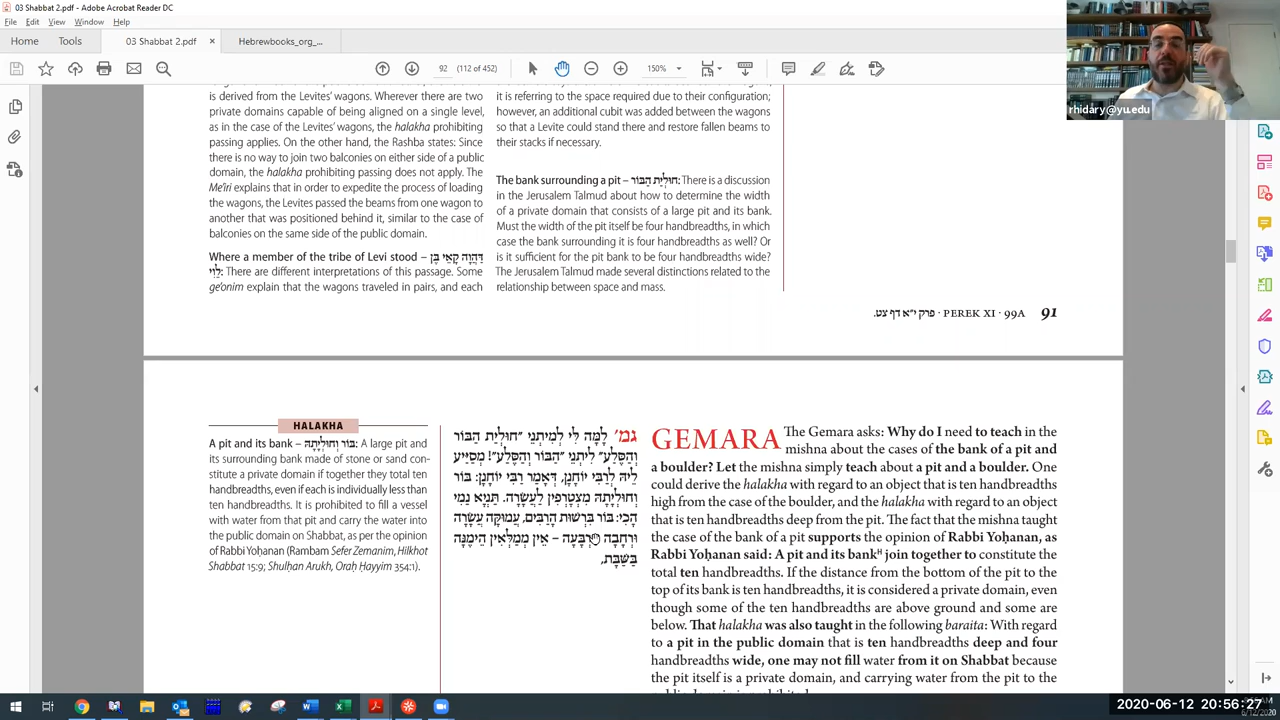 03 Shabbat 2.pdf - Adobe Acrobat Reader DC
File Edit View Window Help
Home Tools 03 Shabbat 2.pdf × Hebrewbooks_org_...
92 (112 of 452) 150%
rhidary@yu.edu
is derived from the Levites' wagons. Wherever there are two
private domains capable of being aligned on a single level,
as in the case of the Levites' wagons, the halakha prohibiting
passing applies. On the other hand, the Rashba states: Since
there is no way to join two balconies on either side of a public
domain, the halakha prohibiting passing does not apply. The
Me'iri explains that in order to expedite the process of loading
the wagons, the Levites passed the beams from one wagon to
another that was positioned behind it, similar to the case of
balconies on the same side of the public domain.
Where a member of the tribe of Levi stood – דַּהֲוָה קָאֵי בֶּן
לֵוִי: There are different interpretations of this passage. Some
ge'onim explain that the wagons traveled in pairs, and each
it is referring to the space required due to their configuration;
however, an additional cubit was added between the wagons
so that a Levite could stand there and restore fallen beams to
their stacks if necessary.
The bank surrounding a pit – חוּלְיַת הַבּוֹר: There is a discussion
in the Jerusalem Talmud about how to determine the width
of a private domain that consists of a large pit and its bank.
Must the width of the pit itself be four handbreadths, in which
case the bank surrounding it is four handbreadths as well? Or
is it sufficient for the pit bank to be four handbreadths wide?
The Jerusalem Talmud made several distinctions related to the
relationship between space and mass.
פרק י״א דף צט. · PEREK XI · 99A 91
HALAKHA
A pit and its bank – בּוֹר וְחוּלְיָתָהּ: A large pit and
its surrounding bank made of stone or sand con-
stitute a private domain if together they total ten
handbreadths, even if each is individually less than
ten handbreadths. It is prohibited to fill a vessel
with water from that pit and carry the water into
the public domain on Shabbat, as per the opinion
of Rabbi Yoḥanan (Rambam Sefer Zemanim, Hilkhot
Shabbat 15:9; Shulḥan Arukh, Oraḥ Ḥayyim 354:1).
גמ׳ לָמָּה לִי לְמִיתְנֵי ״חוּלְיַת הַבּוֹר
וְהַסֶּלַע״ לִיתְנֵי ״הַבּוֹר וְהַסֶּלַע״! מְסַיַּיע
לֵיהּ לְרַבִּי יוֹחָנָן, דְּאָמַר רַבִּי יוֹחָנָן: בּוֹר
וְחוּלְיָתָהּ מִצְטָרְפִין לַעֲשָׂרָה. תַּנְיָא נַמִי
הָכִי: בּוֹר בִּרְשׁוּת הָרַבִּים, עֲמוּקָּה עֲשָׂרָה
וּרְחָבָה אַרְבָּעָה – אֵין מְמַלְּאִין הֵימֶנָּה
בַּשַּׁבָּת,
GEMARA The Gemara asks: Why do I need to teach in the
mishna about the cases of the bank of a pit and
a boulder? Let the mishna simply teach about a pit and a boulder. One
could derive the halakha with regard to an object that is ten handbreadths
high from the case of the boulder, and the halakha with regard to an object
that is ten handbreadths deep from the pit. The fact that the mishna taught
the case of the bank of a pit supports the opinion of Rabbi Yoḥanan, as
Rabbi Yoḥanan said: A pit and its bankᴴ join together to constitute the
total ten handbreadths. If the distance from the bottom of the pit to the
top of its bank is ten handbreadths, it is considered a private domain, even
though some of the ten handbreadths are above ground and some are
below. That halakha was also taught in the following baraita: With regard
to a pit in the public domain that is ten handbreadths deep and four
handbreadths wide, one may not fill water from it on Shabbat because
the pit itself is a private domain, and carrying water from the pit to the
2020-06-12 20:56:27